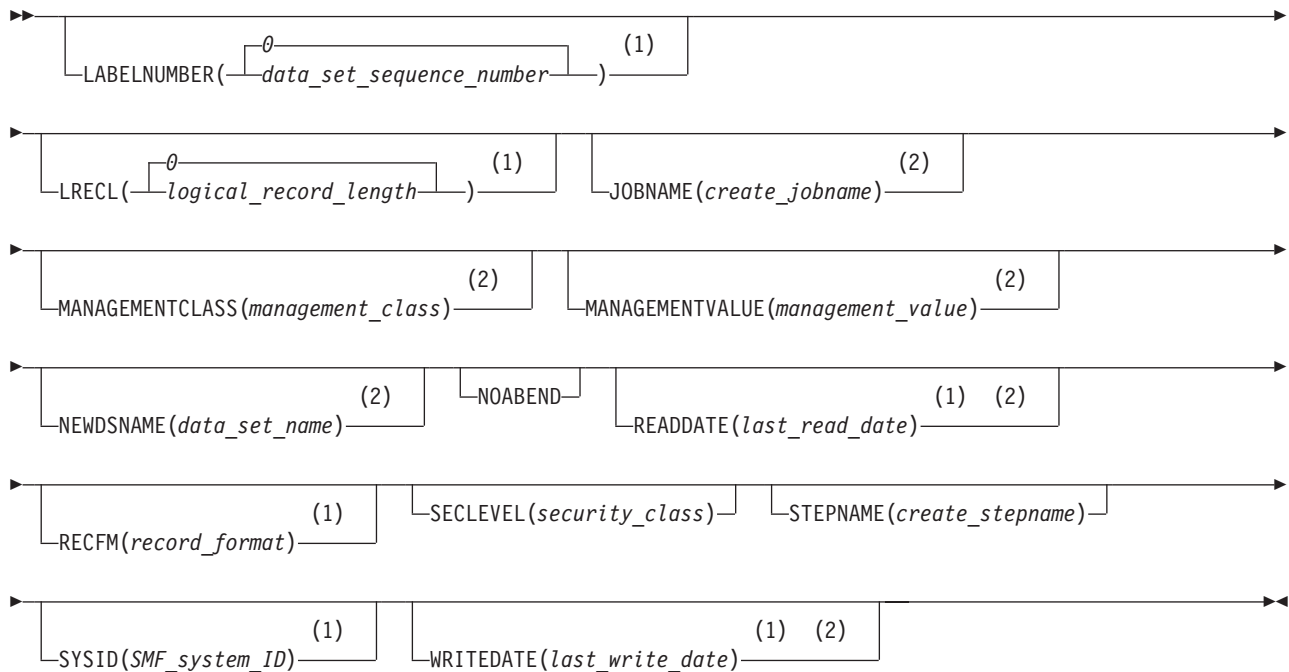 0 (1)
LABELNUMBER( data_set_sequence_number )
0 (1) (2)
LRECL( logical_record_length ) JOBNAME(create_jobname)
(2) (2)
MANAGEMENTCLASS(management_class) MANAGEMENTVALUE(management_value)
(2) NOABEND (1) (2)
NEWDSNAME(data_set_name) READDATE(last_read_date)
(1) SECLEVEL(security_class) STEPNAME(create_stepname)
RECFM(record_format)
(1) (1) (2)
SYSID(SMF_system_ID) WRITEDATE(last_write_date)